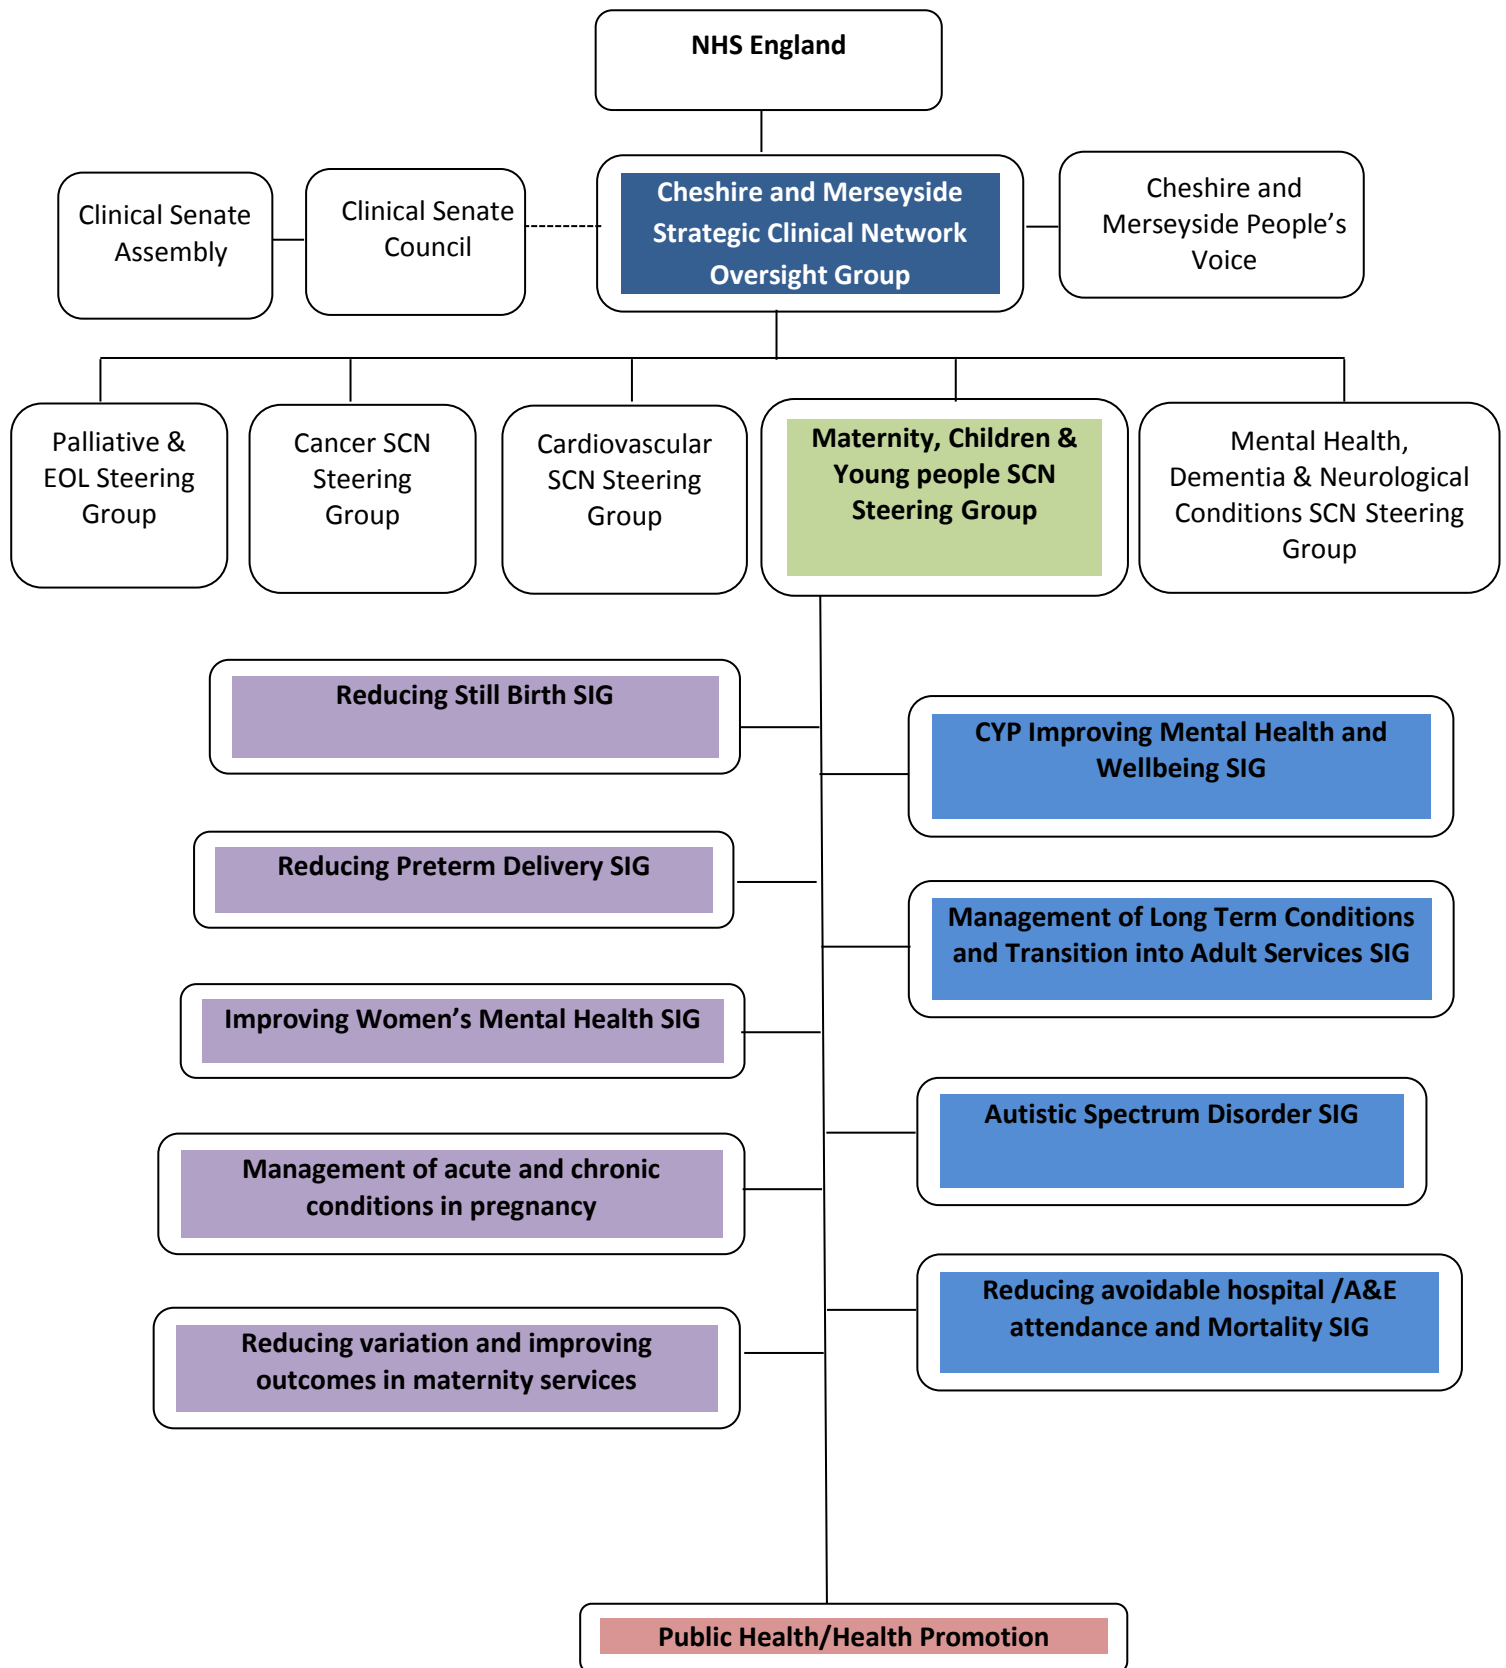 NHS England
Clinical Senate
Assembly
Clinical Senate
Council
Cheshire and Merseyside
Strategic Clinical Network
Oversight Group
Cheshire and
Merseyside People’s
Voice
Palliative &
EOL Steering
Group
Cancer SCN
Steering
Group
Cardiovascular
SCN Steering
Group
Maternity, Children &
Young people SCN
Steering Group
Mental Health,
Dementia & Neurological
Conditions SCN Steering
Group
Reducing Still Birth SIG
CYP Improving Mental Health and
Wellbeing SIG
Reducing Preterm Delivery SIG
Management of Long Term Conditions
and Transition into Adult Services SIG
Improving Women’s Mental Health SIG
Autistic Spectrum Disorder SIG
Management of acute and chronic
conditions in pregnancy
Reducing avoidable hospital /A&E
attendance and Mortality SIG
Reducing variation and improving
outcomes in maternity services
Public Health/Health Promotion